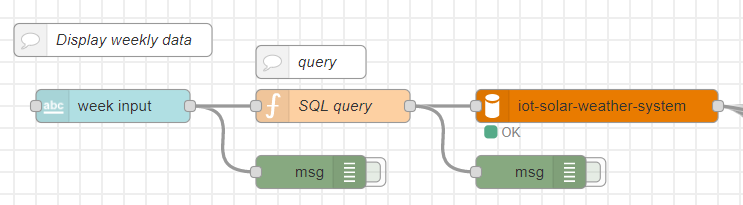 Display weekly data
query
abc
week input
SQL query
iot-solar-weather-system
OK
msg
msg